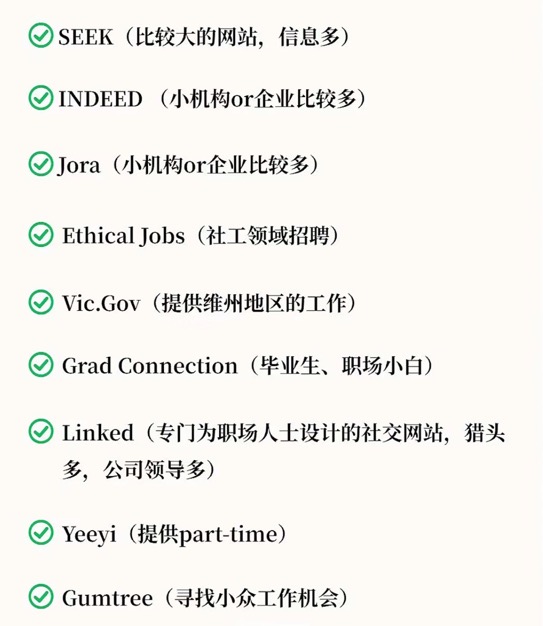 SEEK（比较大的网站，信息多）
INDEED （小机构or企业比较多）
Jora（小机构or企业比较多）
Ethical Jobs（社工领域招聘）
Vic.Gov（提供维州地区的工作）
Grad Connection（毕业生、职场小白）
Linked（专门为职场人士设计的社交网站，猎头
多，公司领导多）
Yeeyi（提供part-time）
Gumtree（寻找小众工作机会）